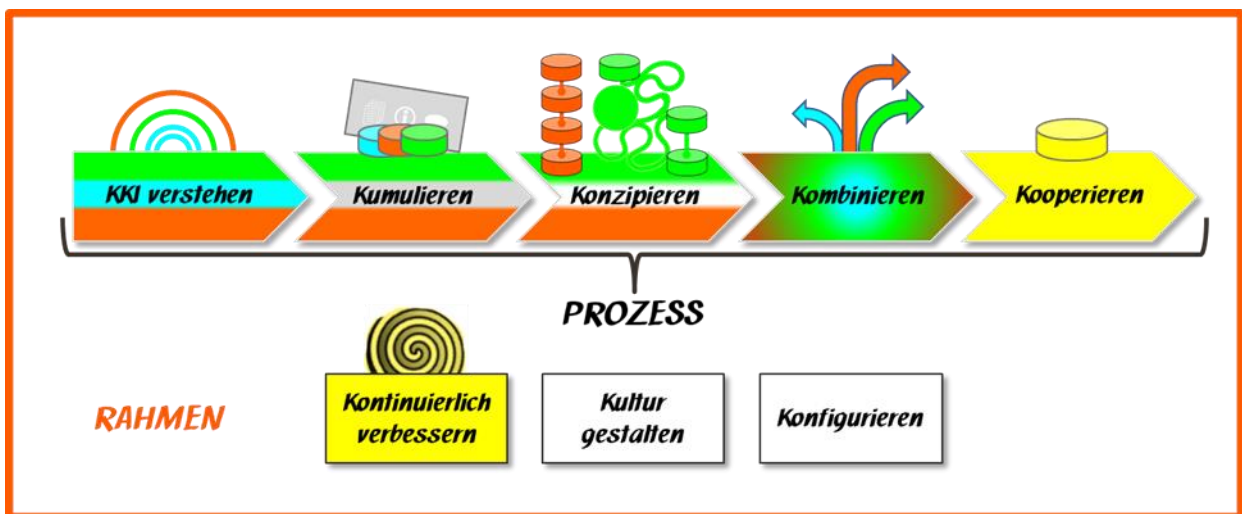 KKI verstehen
Kumulieren
Konzipieren
Kombinieren
Kooperieren
PROZESS
RAHMEN
Kontinuierlich
verbessern
Kultur
gestalten
Konfigurieren